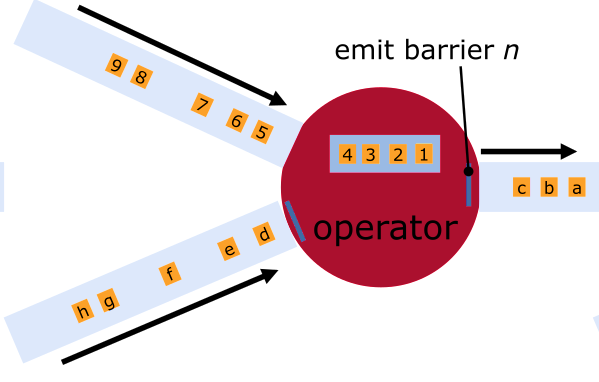 emit barrier n
9 8 7 6 5
4 3 2 1
c b a
operator
h g f e d